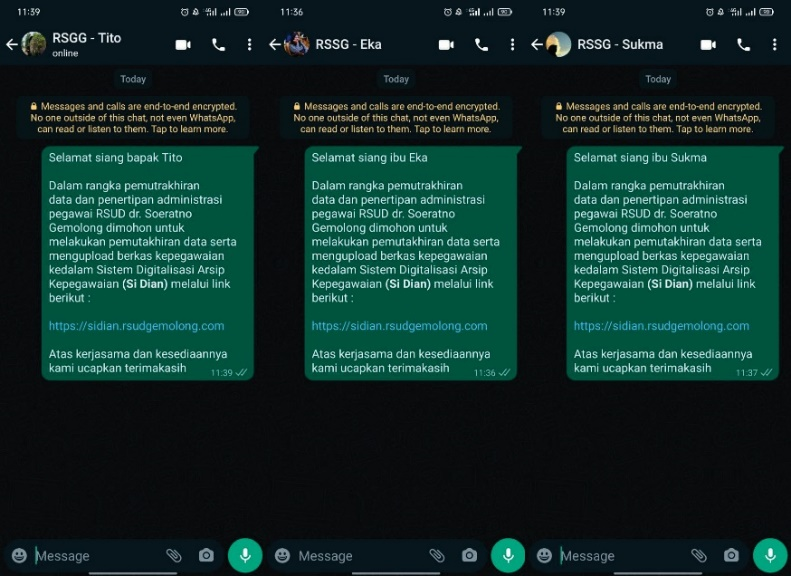 11:39
RSGG - Tito
online
Today
Messages and calls are end-to-end encrypted.
No one outside of this chat, not even WhatsApp,
can read or listen to them. Tap to learn more.
Selamat siang bapak Tito
Dalam rangka pemutrakhiran
data dan penertipan administrasi
pegawai RSUD dr. Soeratno
Gemolong dimohon untuk
melakukan pemutakhiran data serta
mengupload berkas kepegawaian
kedalam Sistem Digitalisasi Arsip
Kepegawaian (Si Dian) melalui link
berikut :
https://sidian.rsudgemolong.com
Atas kerjasama dan kesediaannya
kami ucapkan terimakasih
11:39
Message
11:36
RSSG - Eka
Today
Messages and calls are end-to-end encrypted.
No one outside of this chat, not even WhatsApp,
can read or listen to them. Tap to learn more.
Selamat siang ibu Eka
Dalam rangka pemutrakhiran
data dan penertipan administrasi
pegawai RSUD dr. Soeratno
Gemolong dimohon untuk
melakukan pemutakhiran data serta
mengupload berkas kepegawaian
kedalam Sistem Digitalisasi Arsip
Kepegawaian (Si Dian) melalui link
berikut :
https://sidian.rsudgemolong.com
Atas kerjasama dan kesediaannya
kami ucapkan terimakasih
11:36
Message
11:39
RSSG - Sukma
Today
Messages and calls are end-to-end encrypted.
No one outside of this chat, not even WhatsApp,
can read or listen to them. Tap to learn more.
Selamat siang ibu Sukma
Dalam rangka pemutrakhiran
data dan penertipan administrasi
pegawai RSUD dr. Soeratno
Gemolong dimohon untuk
melakukan pemutakhiran data serta
mengupload berkas kepegawaian
kedalam Sistem Digitalisasi Arsip
Kepegawaian (Si Dian) melalui link
berikut :
https://sidian.rsudgemolong.com
Atas kerjasama dan kesediaannya
kami ucapkan terimakasih
11:37
Message